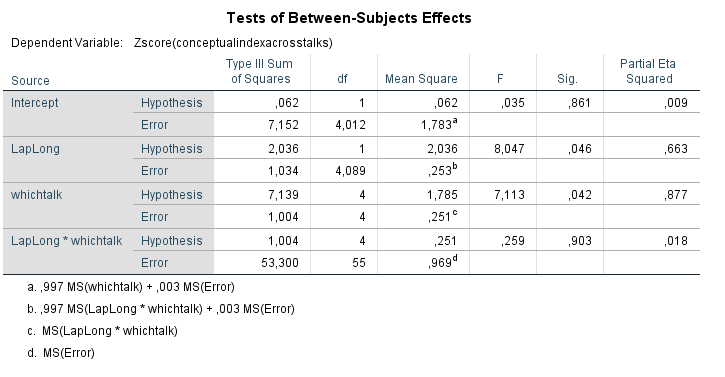 Tests of Between-Subjects Effects
Dependent Variable: Zscore(conceptualindexacrosstalks)
Source Type III Sum of Squares df Mean Square F Sig. Partial Eta Squared
Intercept Hypothesis ,062 1 ,062 ,035 ,861 ,009
Error 7,152 4,012 1,783a
LapLong Hypothesis 2,036 1 2,036 8,047 ,046 ,663
Error 1,034 4,089 ,253b
whichtalk Hypothesis 7,139 4 1,785 7,113 ,042 ,877
Error 1,004 4 ,251c
LapLong * whichtalk Hypothesis 1,004 4 ,251 ,259 ,903 ,018
Error 53,300 55 ,969d
a. ,997 MS(whichtalk) + ,003 MS(Error)
b. ,997 MS(LapLong * whichtalk) + ,003 MS(Error)
c. MS(LapLong * whichtalk)
d. MS(Error)